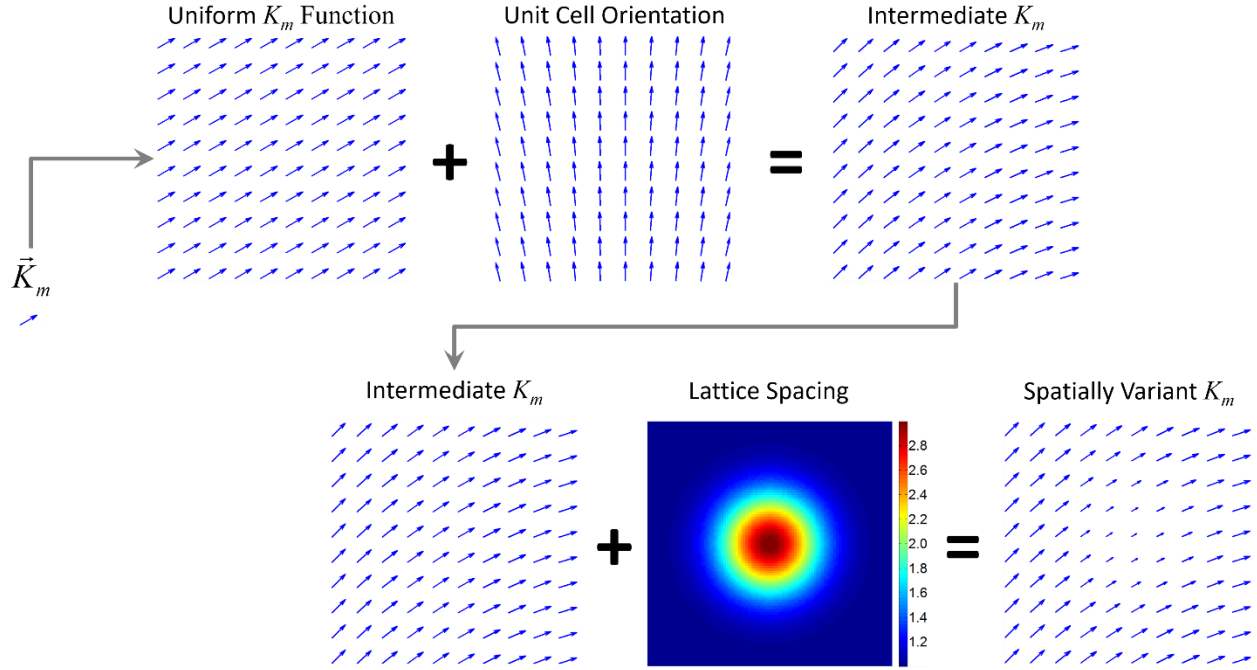 Uniform K_m Function
Unit Cell Orientation
Intermediate K_m
+
=
K⃗_m
Intermediate K_m
Lattice Spacing
Spatially Variant K_m
+
=
2.8
2.6
2.4
2.2
2.0
1.8
1.6
1.4
1.2